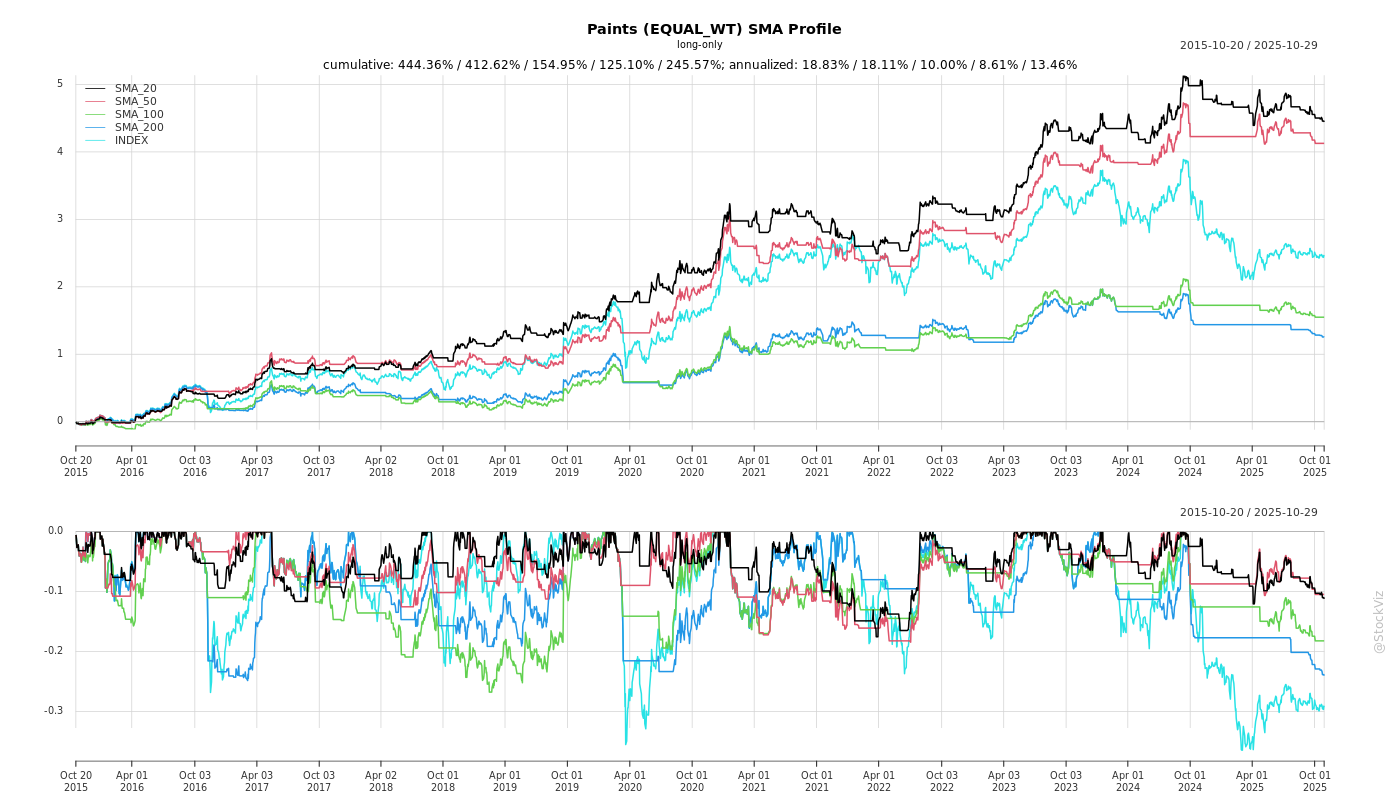 Paints (EQUAL_WT) SMA Profile
long-only
2015-10-20 / 2025-10-29
cumulative: 444.36% / 412.62% / 154.95% / 125.10% / 245.57%; annualized: 18.83% / 18.11% / 10.00% / 8.61% / 13.46%
5
4
3
2
1
0
SMA_20
SMA_50
SMA_100
SMA_200
INDEX
Oct 20 Apr 01 Oct 03 Apr 03 Oct 03 Apr 02 Oct 01 Apr 01 Oct 01 Apr 01 Oct 01 Apr 01 Oct 01 Apr 01 Oct 03 Apr 03 Oct 03 Apr 01 Oct 01 Apr 01 Oct 01
2015 2016 2016 2017 2017 2018 2018 2019 2019 2020 2020 2021 2021 2022 2022 2023 2023 2024 2024 2025 2025
2015-10-20 / 2025-10-29
0.0
-0.1
-0.2
-0.3
Oct 20 Apr 01 Oct 03 Apr 03 Oct 03 Apr 02 Oct 01 Apr 01 Oct 01 Apr 01 Oct 01 Apr 01 Oct 01 Apr 01 Oct 03 Apr 03 Oct 03 Apr 01 Oct 01 Apr 01 Oct 01
2015 2016 2016 2017 2017 2018 2018 2019 2019 2020 2020 2021 2021 2022 2022 2023 2023 2024 2024 2025 2025
@StockViz